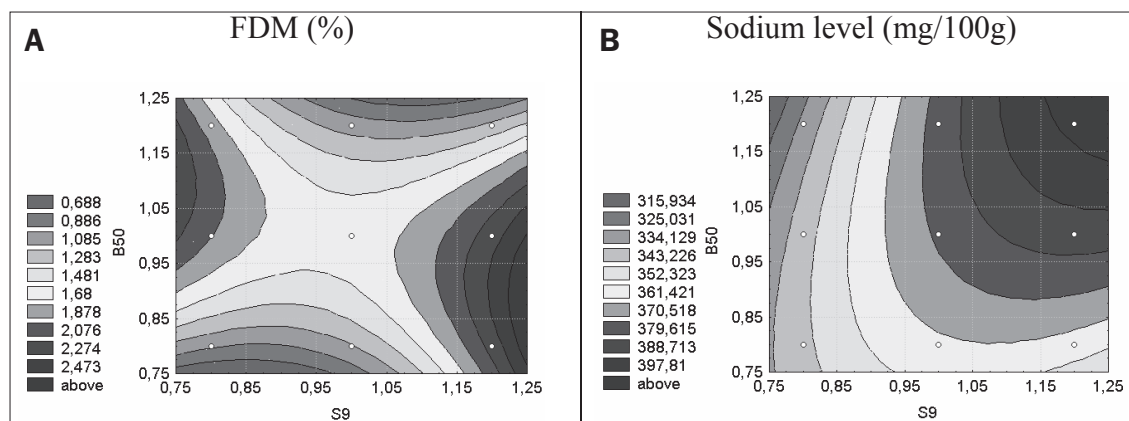 A
FDM (%)
1,25
1,15
1,05
0,95
0,85
0,75
B50
0,75 0,85 0,95 1,05 1,15 1,25
S9
0,688
0,886
1,085
1,283
1,481
1,68
1,878
2,076
2,274
2,473
above
B
Sodium level (mg/100g)
1,25
1,15
1,05
0,95
0,85
0,75
B50
0,75 0,85 0,95 1,05 1,15 1,25
S9
315,934
325,031
334,129
343,226
352,323
361,421
370,518
379,615
388,713
397,81
above